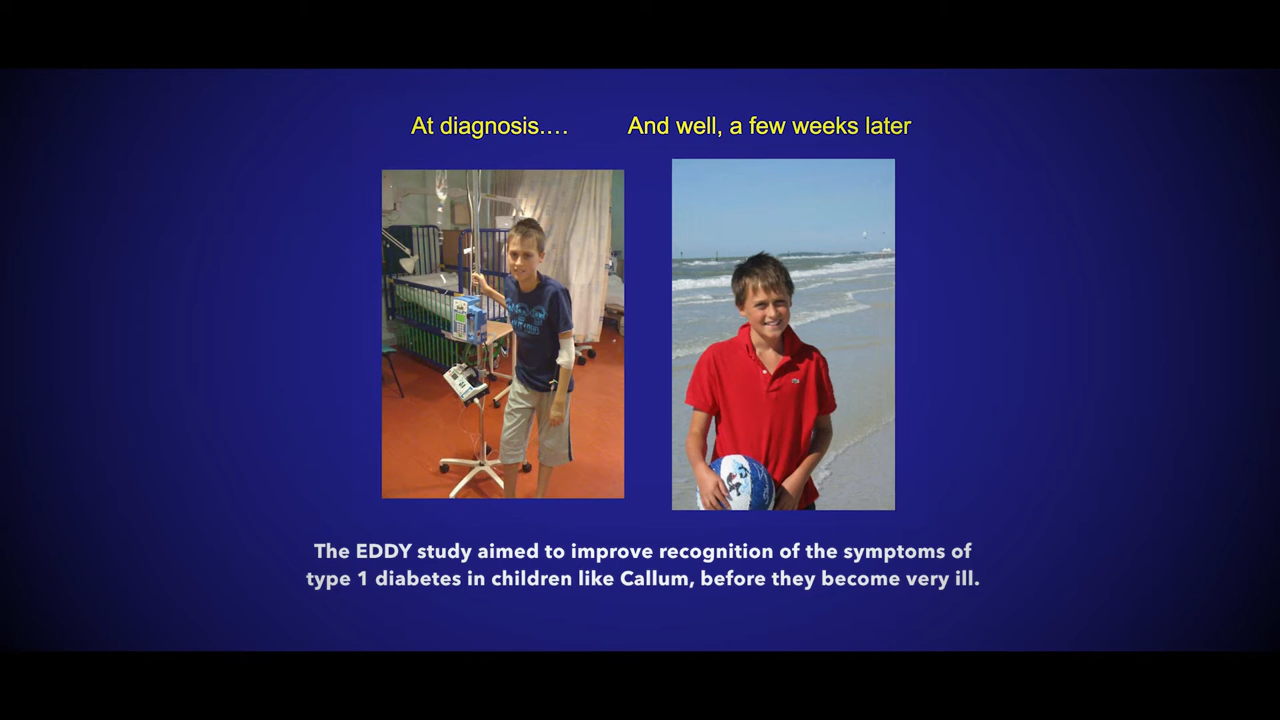 At diagnosis....
And well, a few weeks later
The EDDY study aimed to improve recognition of the symptoms of
type 1 diabetes in children like Callum, before they become very ill.